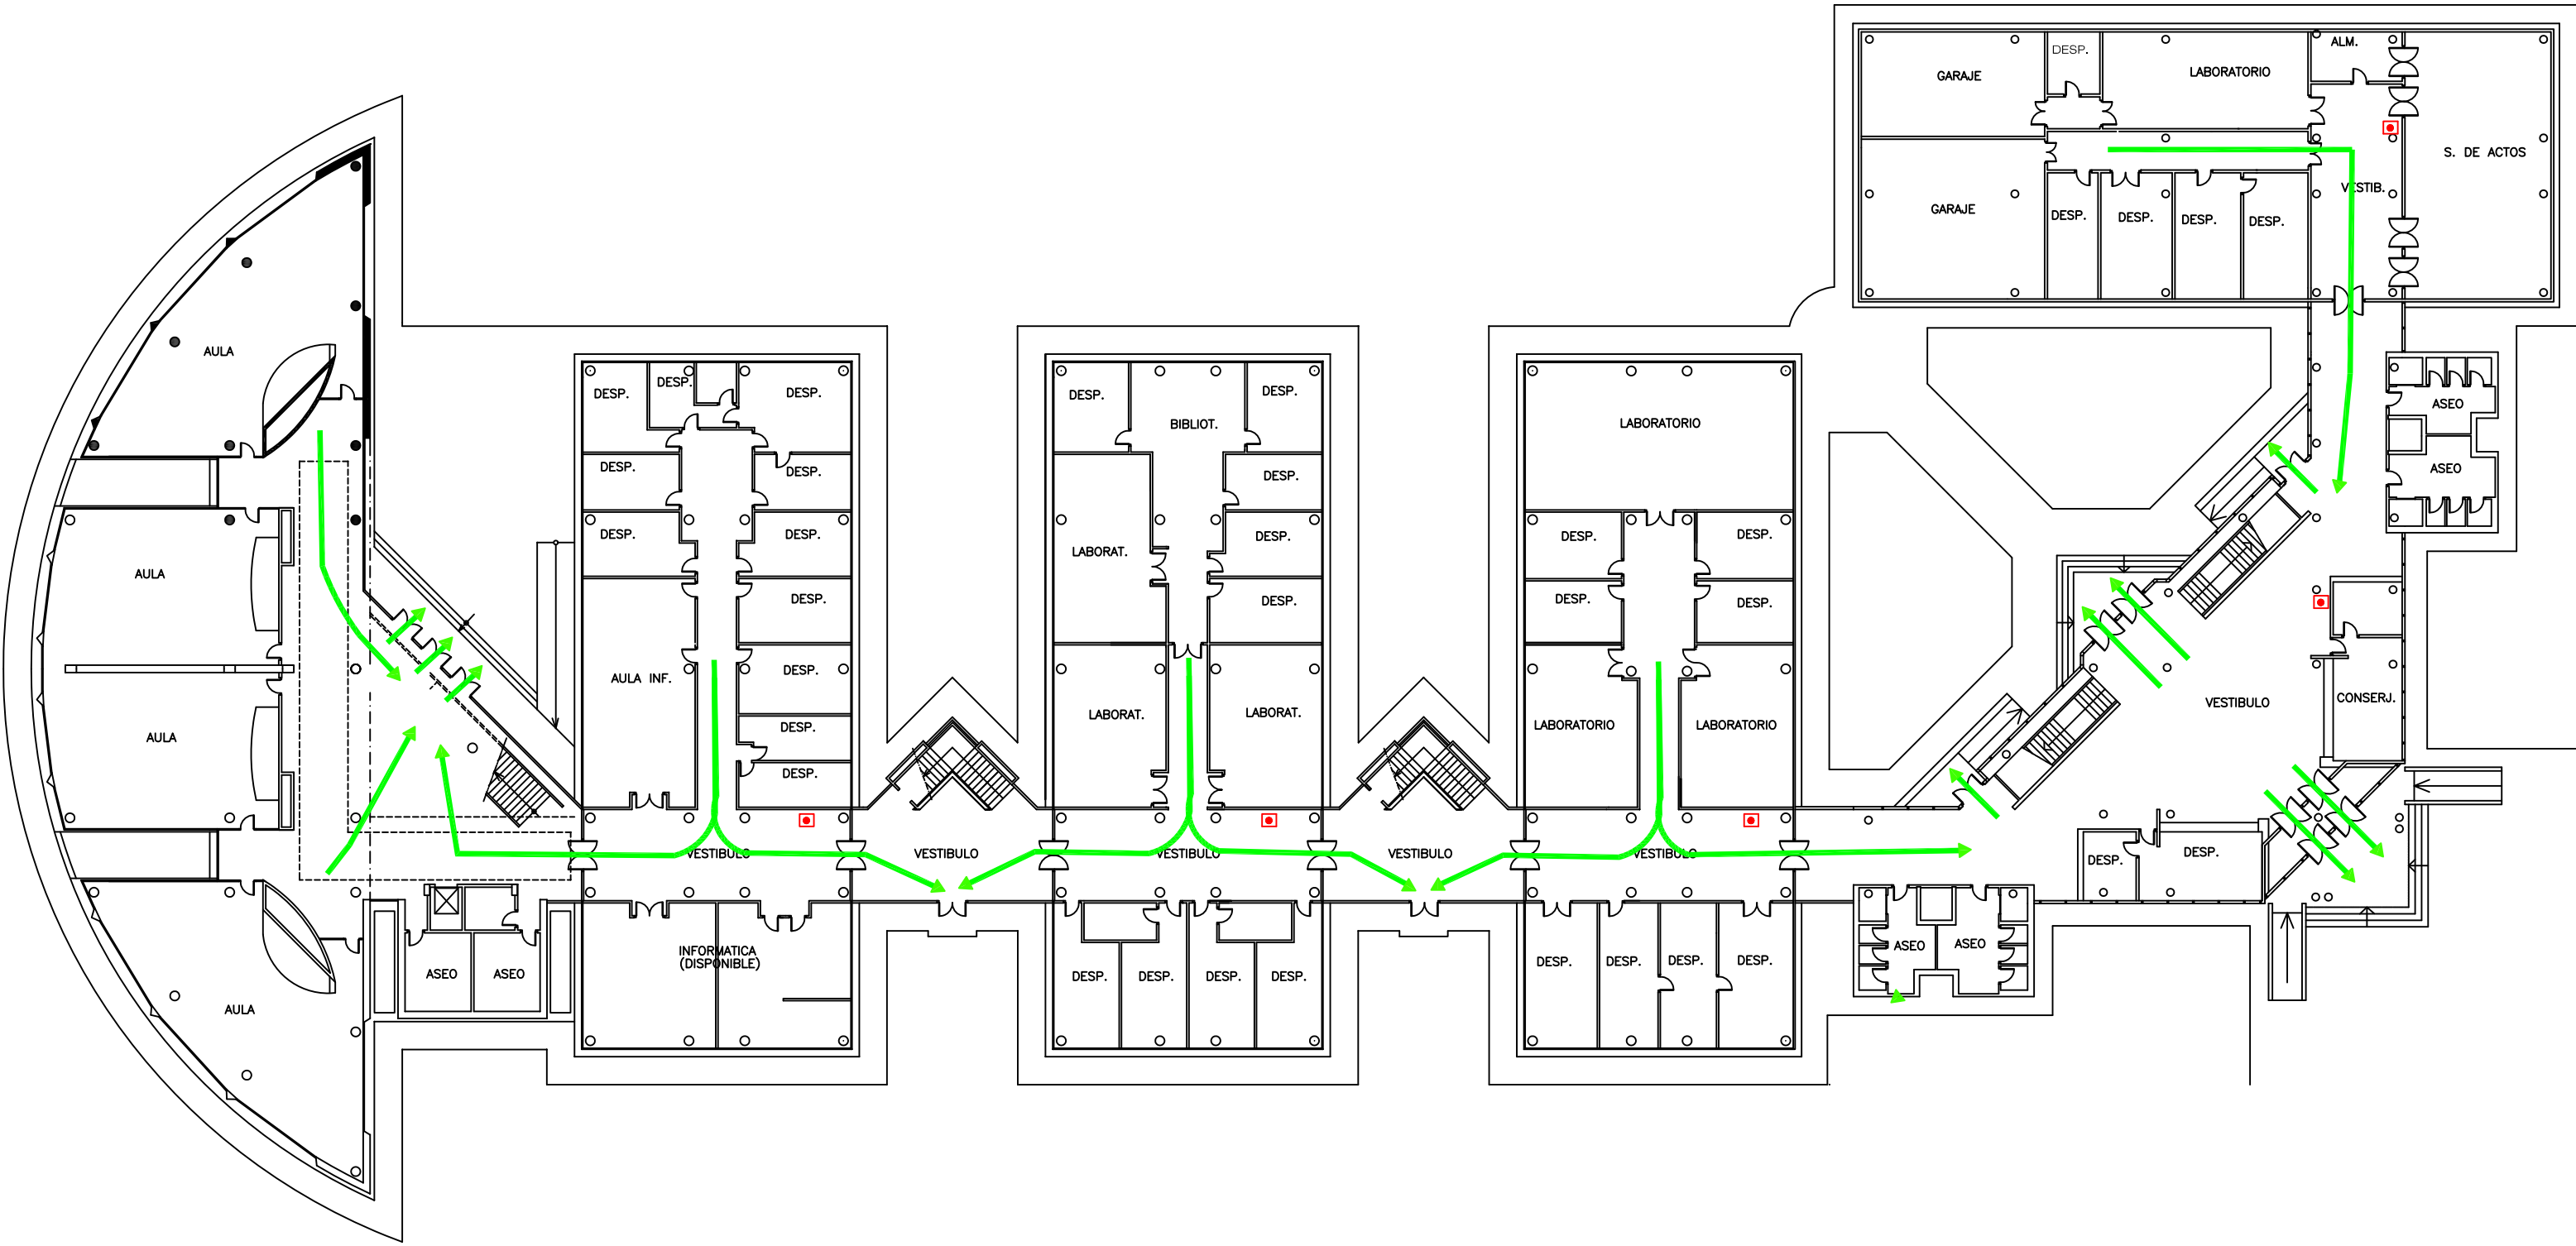 ALM.
DESP.
GARAJE
LABORATORIO
S. DE ACTOS
VESTIB.
GARAJE
DESP.
DESP.
DESP.
DESP.
AULA
DESP.
DESP.
DESP.
DESP.
BIBLIOT.
DESP.
LABORATORIO
ASEO
DESP.
DESP.
DESP.
ASEO
DESP.
DESP.
LABORAT.
DESP.
DESP.
DESP.
AULA
DESP.
DESP.
DESP.
DESP.
AULA INF.
DESP.
LABORAT.
LABORAT.
LABORATORIO
LABORATORIO
VESTIBULO
CONSERJ.
AULA
DESP.
DESP.
VESTIBULO
VESTIBULO
VESTIBULO
VESTIBULO
VESTIBULO
DESP.
DESP.
INFORMATICA
(DISPONIBLE)
ASEO
ASEO
DESP.
DESP.
DESP.
DESP.
DESP.
DESP.
DESP.
DESP.
ASEO
ASEO
AULA